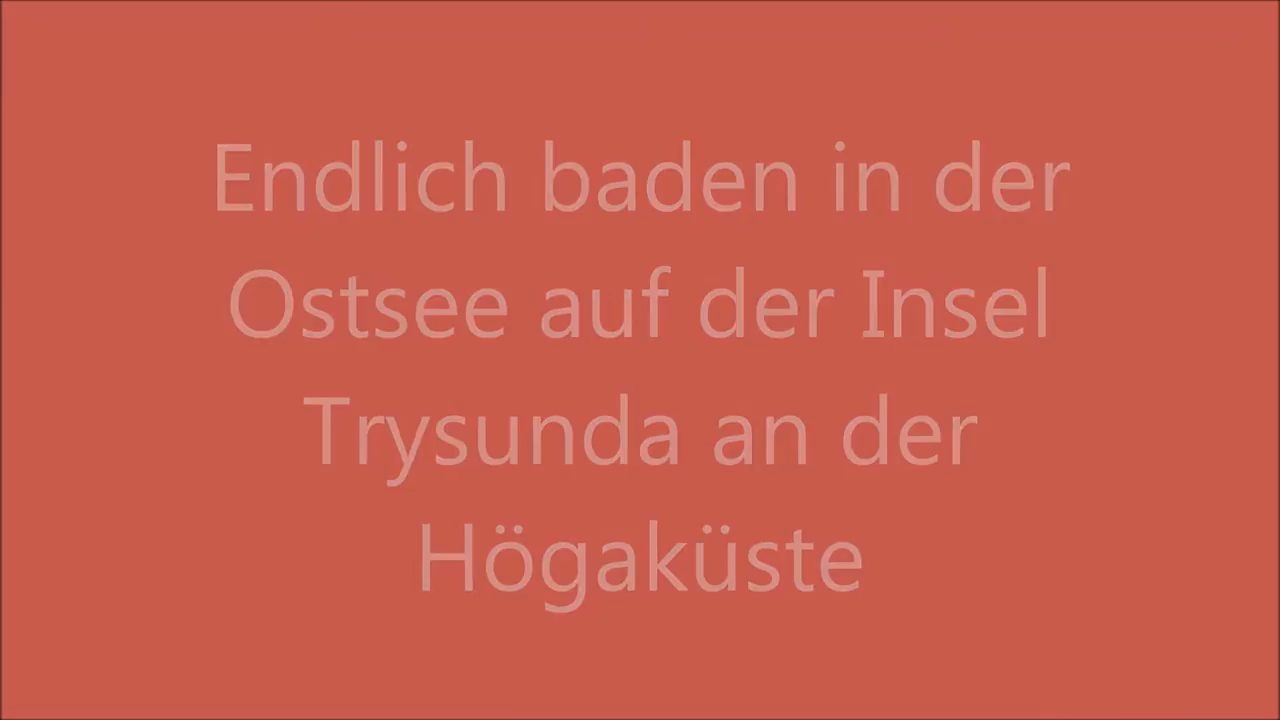 Endlich baden in der
Ostsee auf der Insel
Trysunda an der
Högaküste